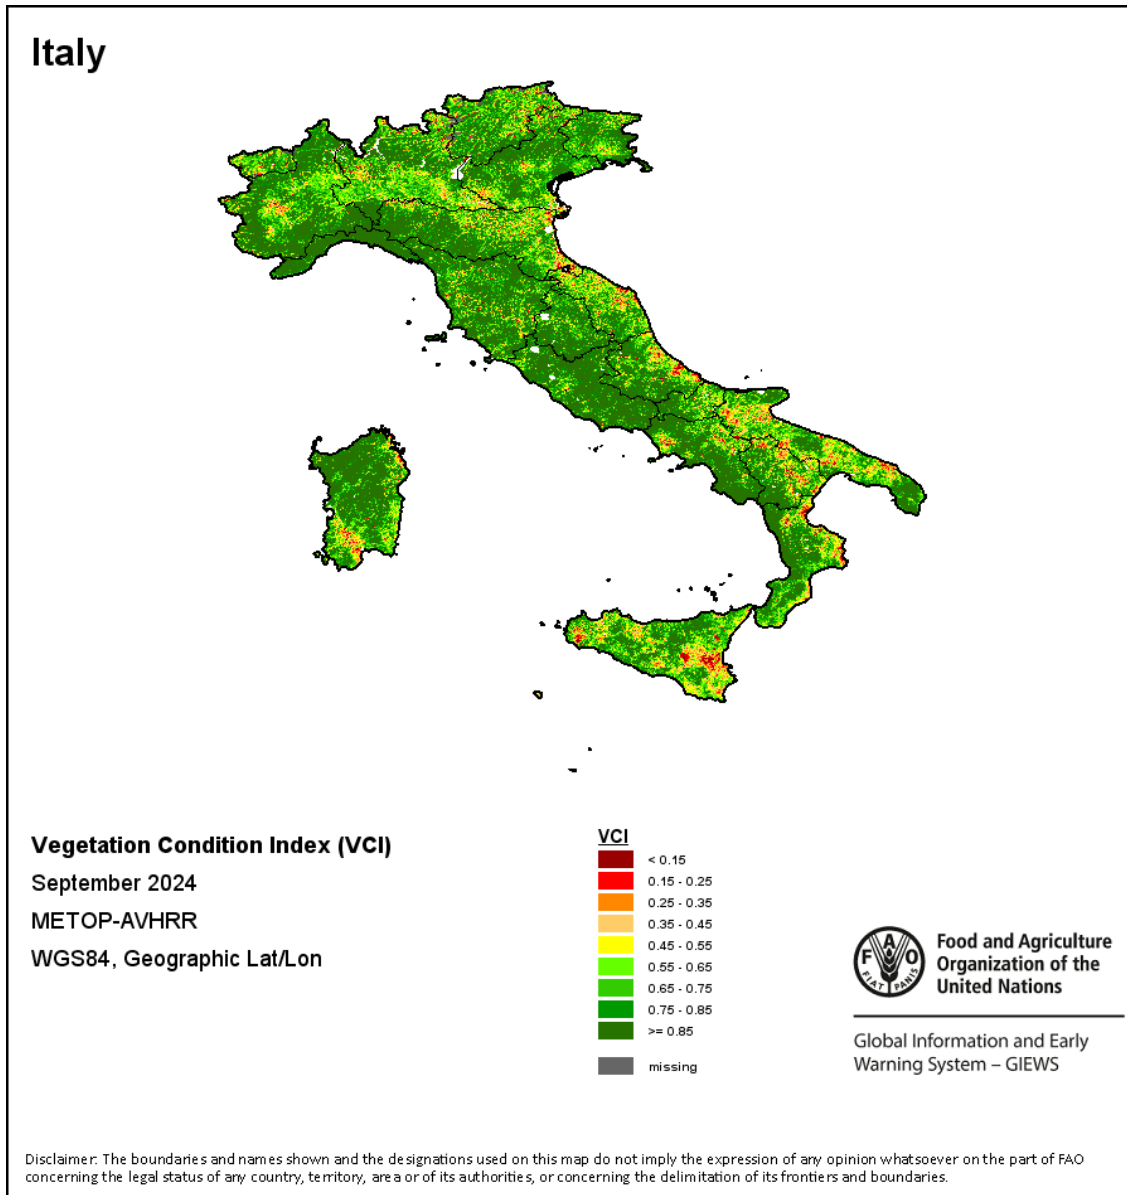 Italy
Vegetation Condition Index (VCI)
September 2024
METOP-AVHRR
WGS84, Geographic Lat/Lon
VCI
< 0.15
0.15 - 0.25
0.25 - 0.35
0.35 - 0.45
0.45 - 0.55
0.55 - 0.65
0.65 - 0.75
0.75 - 0.85
>= 0.85
missing
F A O
FIAT PANIS
Food and Agriculture
Organization of the
United Nations
Global Information and Early
Warning System – GIEWS
Disclaimer: The boundaries and names shown and the designations used on this map do not imply the expression of any opinion whatsoever on the part of FAO
concerning the legal status of any country, territory, area or of its authorities, or concerning the delimitation of its frontiers and boundaries.